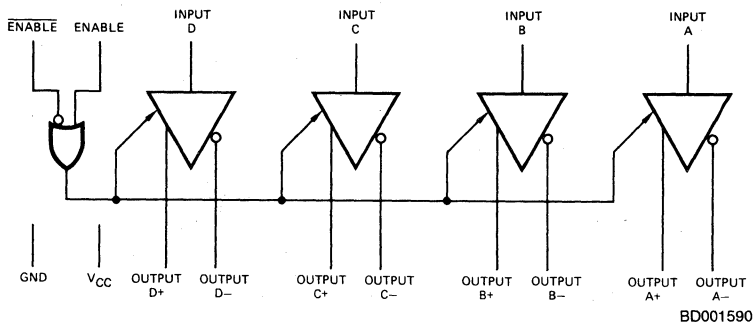 ENABLE ENABLE
INPUT D
INPUT C
INPUT B
INPUT A
GND
VCC
OUTPUT D+
OUTPUT D−
OUTPUT C+
OUTPUT C−
OUTPUT B+
OUTPUT B−
OUTPUT A+
OUTPUT A−
BD001590